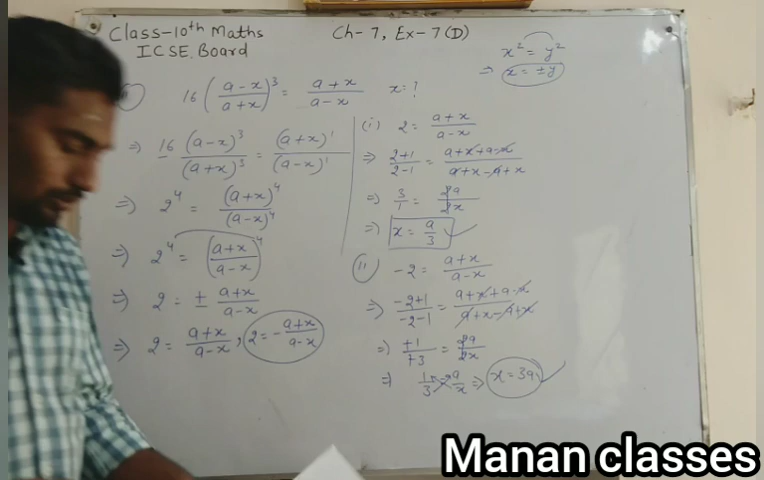 Class-10th Maths
ICSE Board
Ch-7, Ex-7(D)
x² = y²
⇒ x = ±y
16 (a-x / a+x)³ = a+x / a-x   x = ?
⇒ 16 (a-x)³ / (a+x)³ = (a+x)¹ / (a-x)¹
⇒ 2⁴ = (a+x)⁴ / (a-x)⁴
⇒ 2⁴ = (a+x / a-x)⁴
⇒ 2 = ± a+x / a-x
⇒ 2 = a+x / a-x , 2 = - a+x / a-x
(i) 2 = a+x / a-x
⇒ 2+1 / 2-1 = a+x+a-x / a+x-a+x
⇒ 3/1 = 2a / 2x
⇒ x = a/3
(ii) -2 = a+x / a-x
⇒ -2+1 / -2-1 = a+x+a-x / a+x-a+x
⇒ +1 / +3 = 2a / 2x
⇒ 1/3 = a/x ⇒ x = 3a
Manan classes